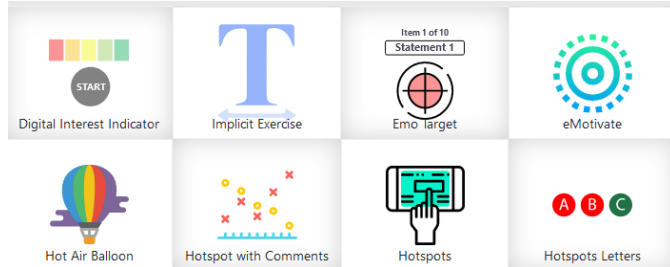 Item 1 of 10
Statement 1
START
T
Digital Interest Indicator
Implicit Exercise
Emo Target
eMotivate
A B C
Hot Air Balloon
Hotspot with Comments
Hotspots
Hotspots Letters